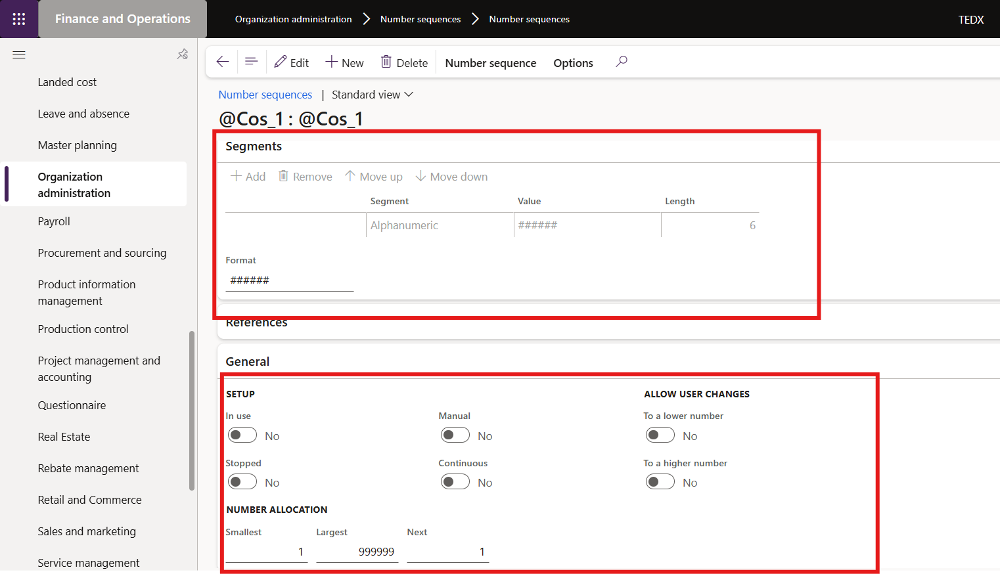 Finance and Operations
Organization administration > Number sequences > Number sequences
TEDX
Edit
New
Delete
Number sequence
Options
Number sequences | Standard view
@Cos_1 : @Cos_1
Landed cost
Leave and absence
Master planning
Organization
administration
Payroll
Procurement and sourcing
Product information
management
Production control
Project management and
accounting
Questionnaire
Real Estate
Rebate management
Retail and Commerce
Sales and marketing
Service management
Segments
Add
Remove
Move up
Move down
Segment Value Length
Alphanumeric ###### 6
Format
######
References
General
SETUP
In use
No
Stopped
No
Manual
No
Continuous
No
ALLOW USER CHANGES
To a lower number
No
To a higher number
No
NUMBER ALLOCATION
Smallest Largest Next
1 999999 1